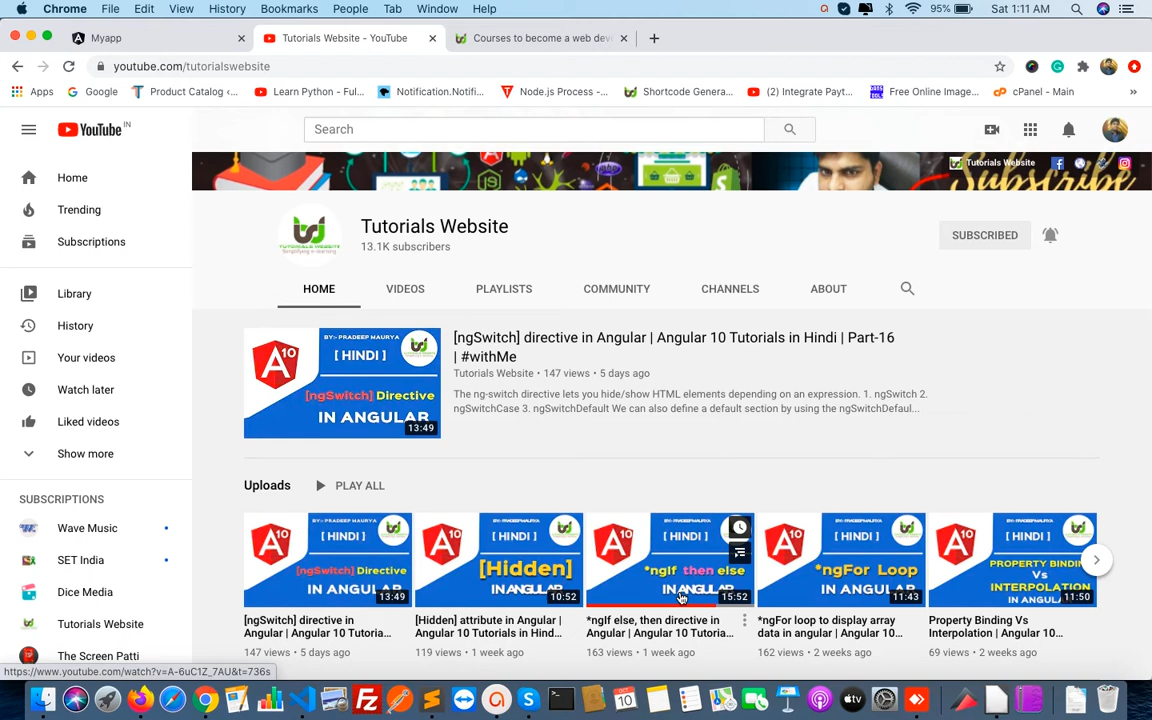 Chrome File Edit View History Bookmarks People Tab Window Help 95% Sat 1:11 AM
Myapp Tutorials Website - YouTube Courses to become a web dev
youtube.com/tutorialswebsite
Apps Google Product Catalog -... Learn Python - Ful... Notification.Notifi... Node.js Process -... Shortcode Genera... (2) Integrate Payt... Free Online Image... cPanel - Main »
YouTube IN Search
Tutorials Website Subscribe
Home
Trending
Subscriptions
Library
History
Your videos
Watch later
Liked videos
Show more
SUBSCRIPTIONS
Wave Music
SET India
Dice Media
Tutorials Website
The Screen Patti
Tutorials Website
13.1K subscribers
SUBSCRIBED
HOME VIDEOS PLAYLISTS COMMUNITY CHANNELS ABOUT
BY:- PRADEEP MAURYA
[ HINDI ]
[ngSwitch] Directive
IN ANGULAR
13:49
[ngSwitch] directive in Angular | Angular 10 Tutorials in Hindi | Part-16
| #withMe
Tutorials Website • 147 views • 5 days ago
The ng-switch directive lets you hide/show HTML elements depending on an expression. 1. ngSwitch 2.
ngSwitchCase 3. ngSwitchDefault We can also define a default section by using the ngSwitchDefaul...
Uploads PLAY ALL
[ HINDI ]
[ngSwitch] Directive
IN ANGULAR
13:49
[ngSwitch] directive in
Angular | Angular 10 Tutoria...
147 views • 5 days ago
[ HINDI ]
[Hidden]
IN ANGULAR
10:52
[Hidden] attribute in Angular |
Angular 10 Tutorials in Hind...
119 views • 1 week ago
[ HINDI ]
*ngIf then else
IN ANGULAR
15:52
*ngIf else, then directive in
Angular | Angular 10 Tutoria...
163 views • 1 week ago
[ HINDI ]
*ngFor Loop
IN ANGULAR
11:43
*ngFor loop to display array
data in angular | Angular 10...
162 views • 2 weeks ago
[ HINDI ]
PROPERTY BINDING
Vs
INTERPOLATION
IN ANGULAR
11:50
Property Binding Vs
Interpolation | Angular 10...
69 views • 2 weeks ago
https://www.youtube.com/watch?v=A-6uC1Z_7AU&t=736s